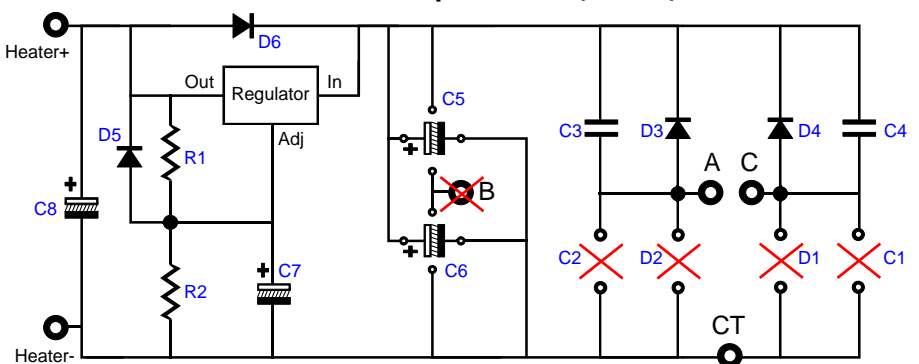 Heater+
D6
Out
Regulator
In
Adj
D5
R1
C8
R2
C7
C5
B
C6
C3
D3
D4
C4
A
C
C2
D2
D1
C1
CT
Heater-